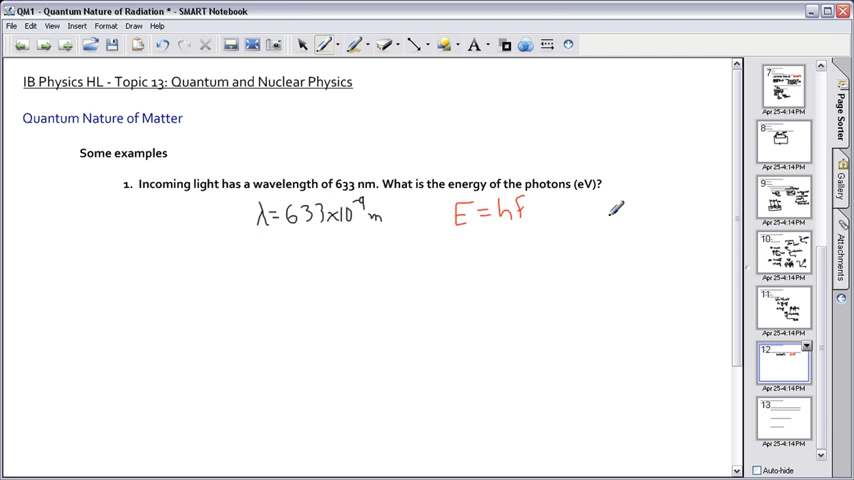 QM1 - Quantum Nature of Radiation * - SMART Notebook
File Edit View Insert Format Draw Help
IB Physics HL - Topic 13: Quantum and Nuclear Physics
Quantum Nature of Matter
Some examples
1. Incoming light has a wavelength of 633 nm. What is the energy of the photons (eV)?
λ = 633×10⁻⁹ m E = hf
7
Apr 25-4:14 PM
8
Apr 25-4:14 PM
9
Apr 25-4:14 PM
10
Apr 25-4:14 PM
11
Apr 25-4:14 PM
12
Apr 25-4:14 PM
13
Apr 25-4:14 PM
Auto-hide
Page Sorter
Gallery
Attachments